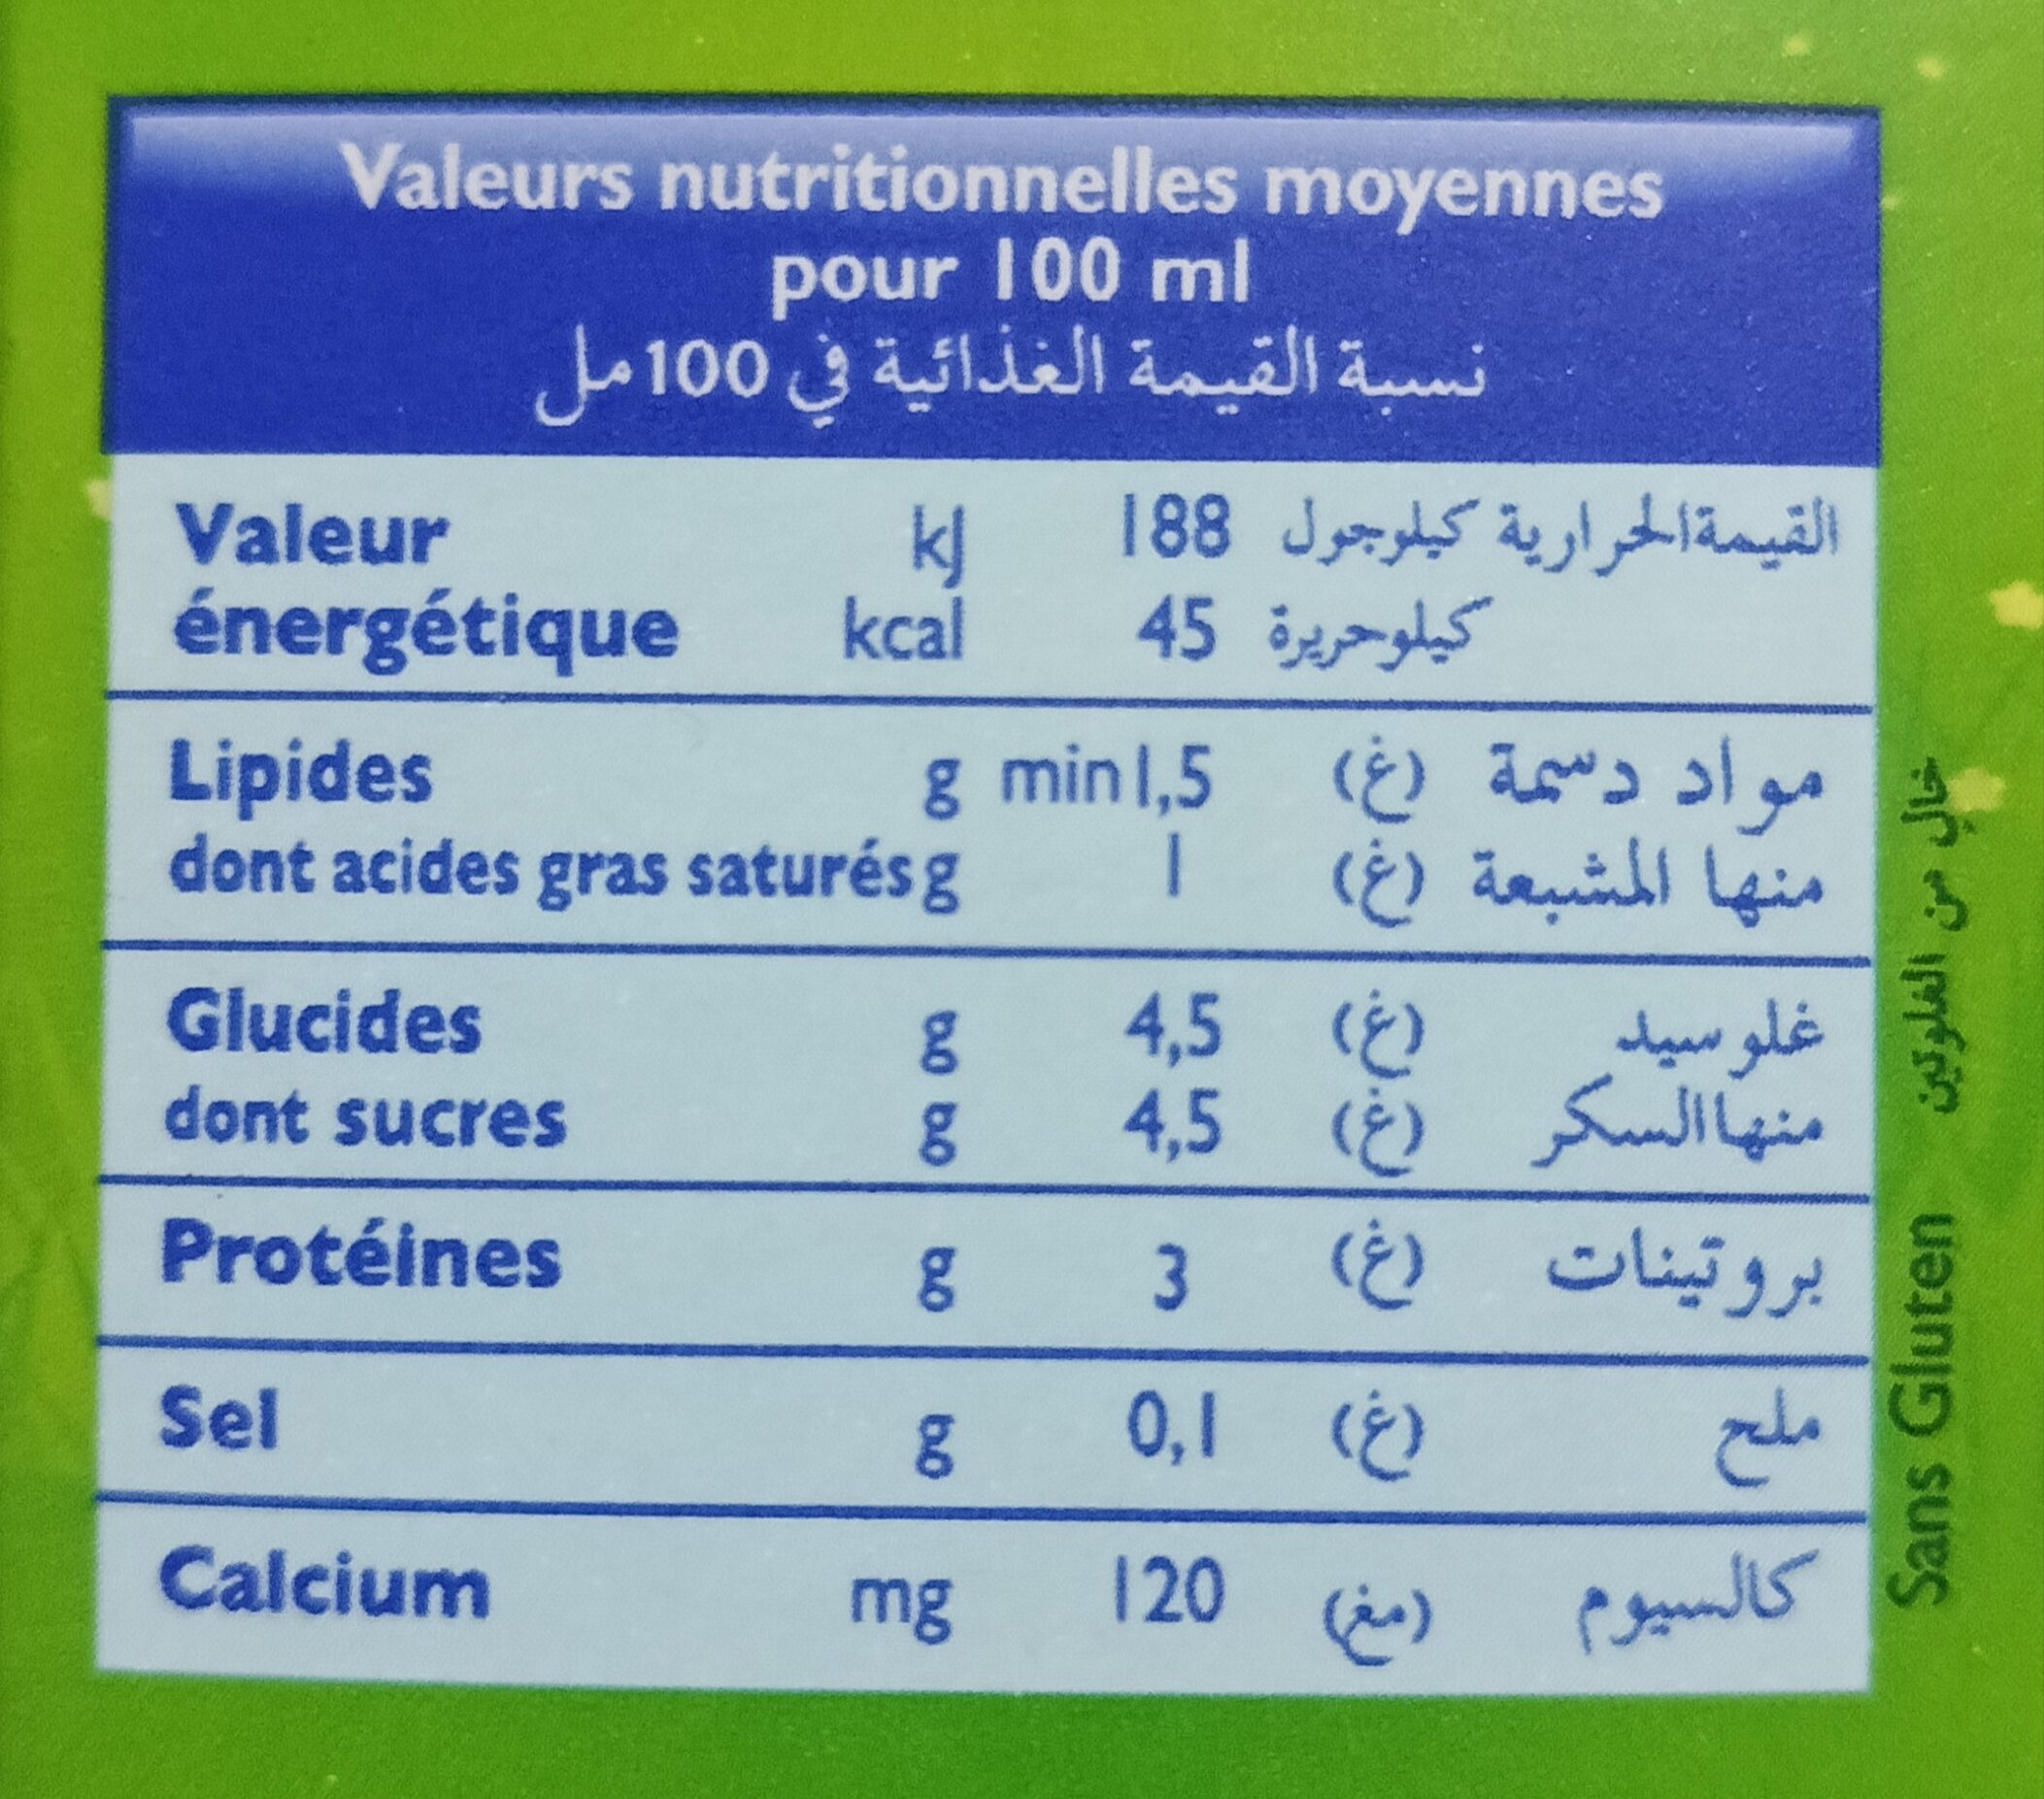 Valeurs nutritionnelles moyennes
pour 100 ml
نسبة القيمة الغذائية في 100 مل
Valeur kJ 188 القيمة الحرارية كيلوجول
énergétique kcal 45 كيلوحريرة
Lipides g min 1,5 (غ) مواد دسمة
dont acides gras saturés g 1 (غ) منها المشبعة
Glucides g 4,5 (غ) غلوسيد
dont sucres g 4,5 (غ) منها السكر
Protéines g 3 (غ) بروتينات
Sel g 0,1 (غ) ملح
Calcium mg 120 (مغ) كالسيوم
Sans Gluten خالي من الغلوتين